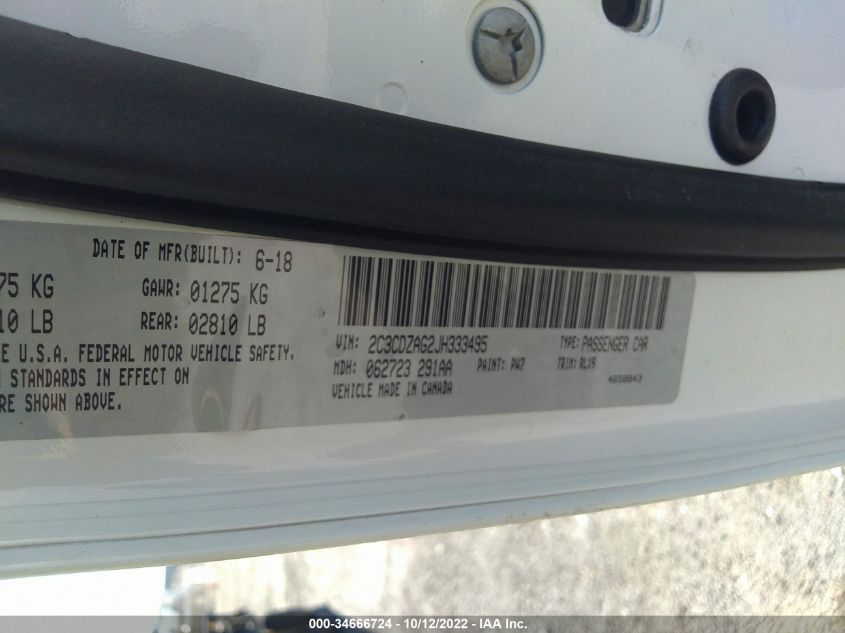 DATE OF MFR(BUILT): 6-18
75 KG GAWR: 01275 KG
10 LB REAR: 02810 LB
E U.S.A. FEDERAL MOTOR VEHICLE SAFETY,
STANDARDS IN EFFECT ON
RE SHOWN ABOVE.
VIN: 2C3CDZAG2JH333495 TYPE: PASSENGER CAR
MDH: 062723 291AA PAINT: PW7 TRIM: RLX9
VEHICLE MADE IN CANADA 4658843
000-34666724 - 10/12/2022 - IAA Inc.